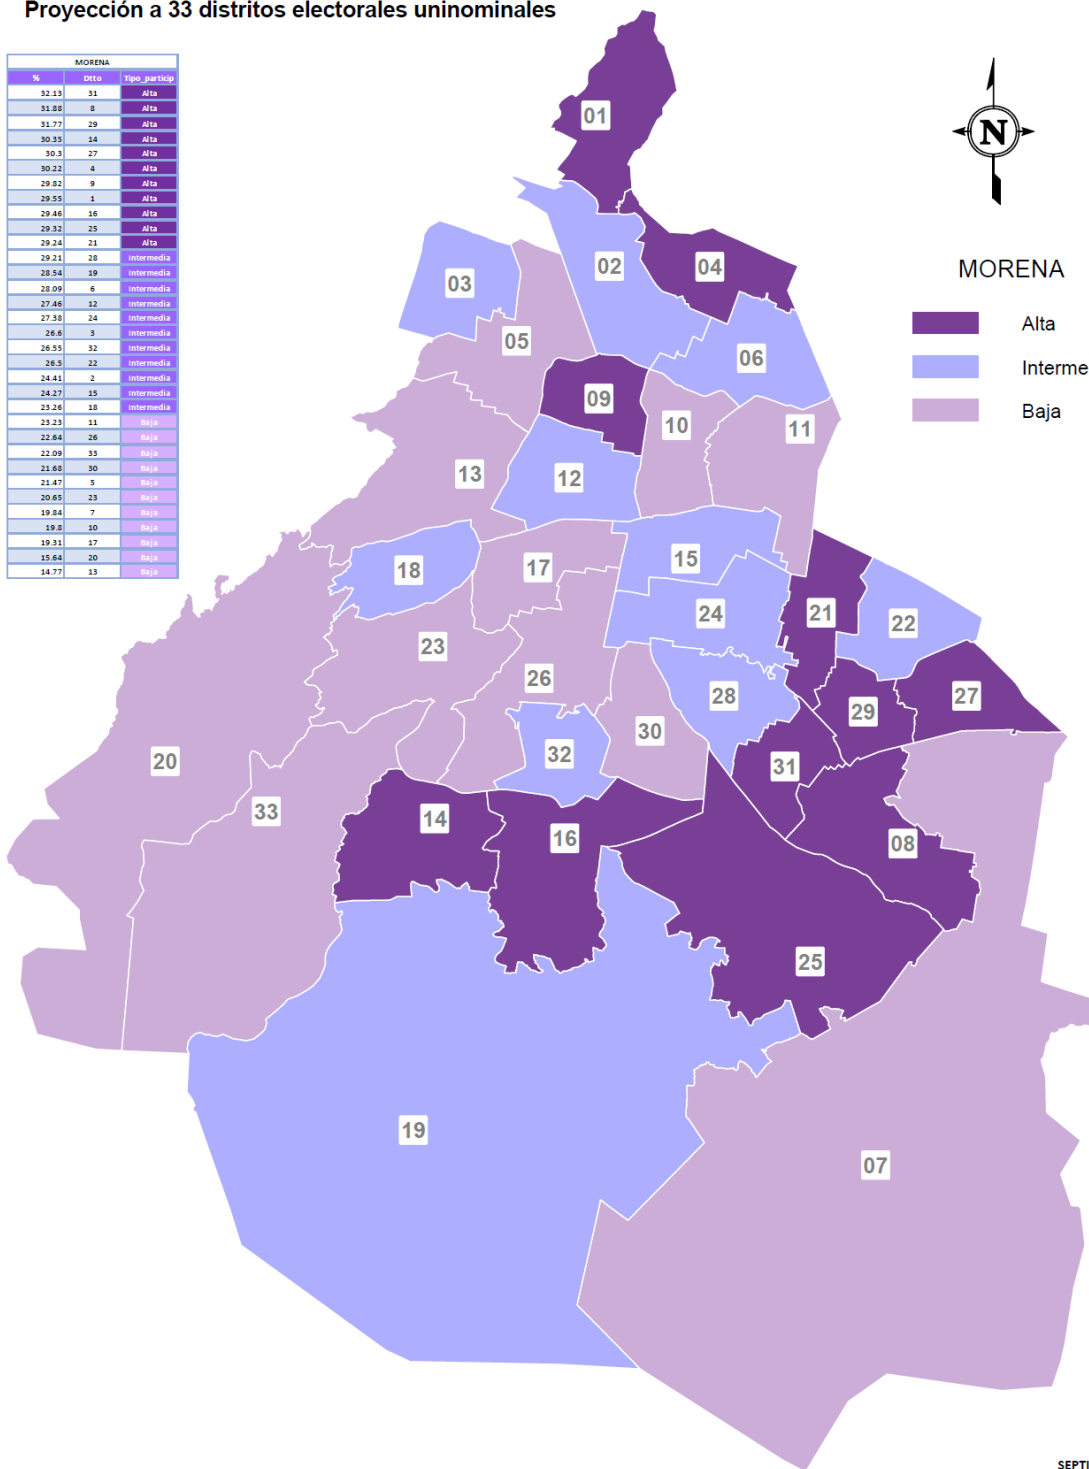 Proyección a 33 distritos electorales uninominales
MORENA
% Dtto Tipo_particip
32.13 31 Alta
31.88 8 Alta
31.77 29 Alta
30.35 14 Alta
30.3 27 Alta
30.22 4 Alta
29.82 9 Alta
29.55 1 Alta
29.46 16 Alta
29.32 25 Alta
29.24 21 Alta
29.21 28 Intermedia
28.54 19 Intermedia
28.09 6 Intermedia
27.46 12 Intermedia
27.38 24 Intermedia
26.6 3 Intermedia
26.55 32 Intermedia
26.5 22 Intermedia
24.41 2 Intermedia
24.27 15 Intermedia
23.26 18 Intermedia
23.23 11 Baja
22.64 26 Baja
22.09 33 Baja
21.68 30 Baja
21.47 5 Baja
20.65 23 Baja
19.84 7 Baja
19.8 10 Baja
19.31 17 Baja
15.64 20 Baja
14.77 13 Baja
N
MORENA
Alta
Interme
Baja
01
02
04
03
05
06
09
10
11
13
12
18
17
15
24
21
22
23
26
28
27
29
20
32
30
31
33
14
16
08
25
19
07
SEPTI